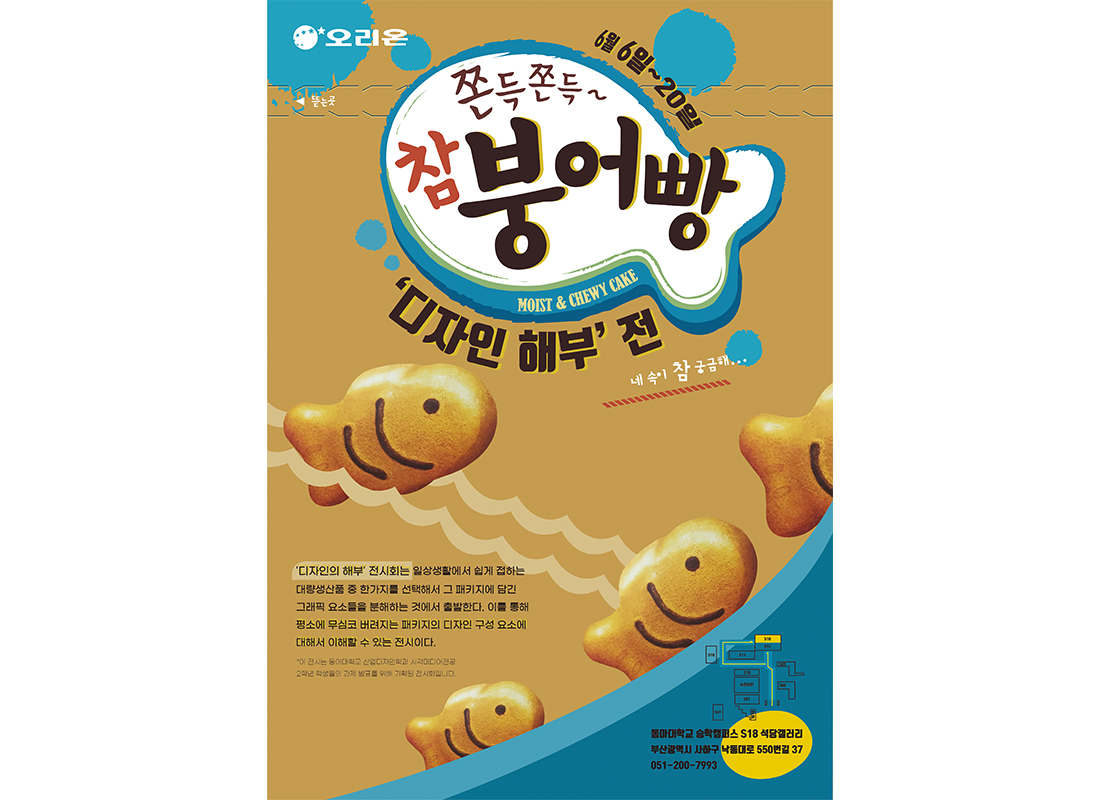 오리온
뜯는곳
6월 6일~20일
쫀득쫀득~
참붕어빵
MOIST & CHEWY CAKE
‘디자인 해부’ 전
네 속이 참 궁금해...
‘디자인의 해부’ 전시회는 일상생활에서 쉽게 접하는
대량생산품 중 한가지를 선택해서 그 패키지에 담긴
그래픽 요소들을 분해하는 것에서 출발한다. 이를 통해
평소에 무심코 버려지는 패키지의 디자인 구성 요소에
대해서 이해할 수 있는 전시이다.
*이 전시는 동아대학교 산업디자인학과 시각미디어전공
2학년 학생들의 과제 발표를 위해 기획된 전시회입니다.
S18
동아대학교 승학캠퍼스 S18 석당갤러리
부산광역시 사하구 낙동대로 550번길 37
051-200-7993